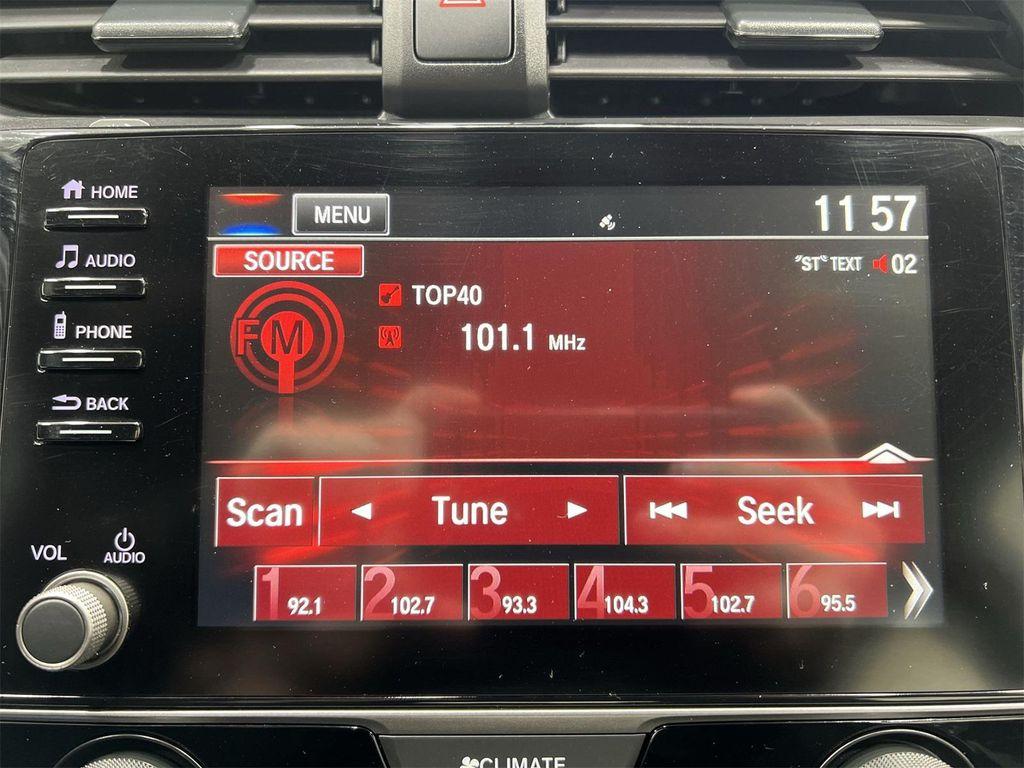 HOME
AUDIO
PHONE
BACK
VOL
AUDIO
MENU
11 57
SOURCE
"ST" TEXT 02
FM
TOP40
101.1 MHz
Scan
Tune
Seek
1 92.1
2 102.7
3 93.3
4 104.3
5 102.7
6 95.5
CLIMATE